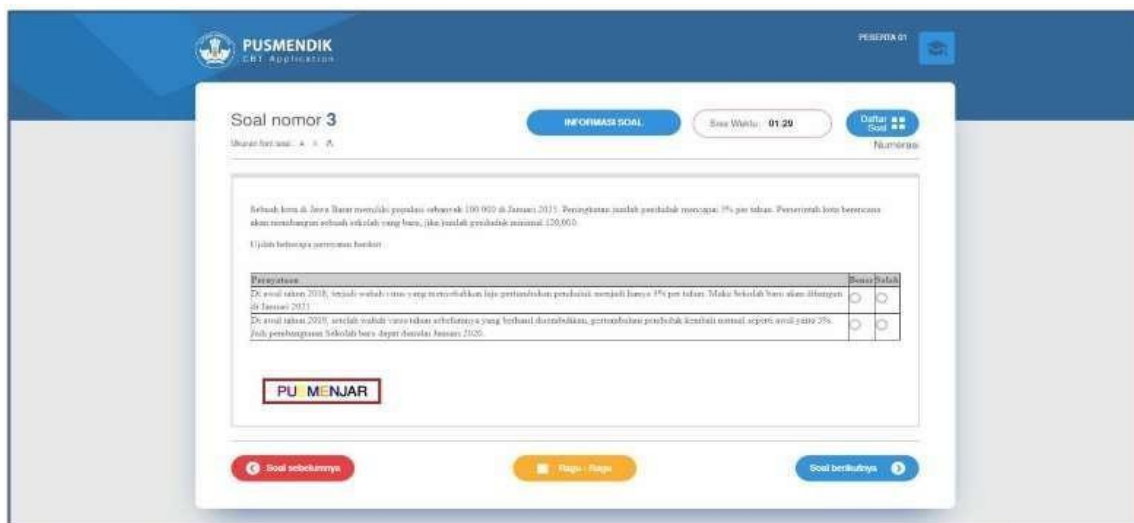 PUSMENDIK
CBT Application
PESERTA 01
Soal nomor 3
INFORMASI SOAL
Sisa Waktu: 01:29
Daftar Soal
Ukuran font soal: A A A
Numerasi
Sebuah kota di Jawa Barat memiliki populasi sebanyak 100.000 di Januari 2015. Peningkatan jumlah penduduk mencapai 3% per tahun. Pemerintah kota berencana
akan membangun sebuah sekolah yang baru, jika jumlah penduduk minimal 120,000.
Ujilah beberapa pernyataan berikut
Pernyataan Benar Salah
Di awal tahun 2018, terjadi wabah virus yang menyebabkan laju pertumbuhan penduduk menjadi hanya 1% per tahun. Maka Sekolah baru akan dibangun
di Januari 2021
Di awal tahun 2019, setelah wabah virus tahun sebelumnya yang berhasil disembuhkan, pertumbuhan penduduk kembali normal seperti awal yaitu 3%.
Jadi pembangunan Sekolah baru dapat dimulai Januari 2020.
PUSMENJAR
Soal sebelumnya
Ragu - Ragu
Soal berikutnya